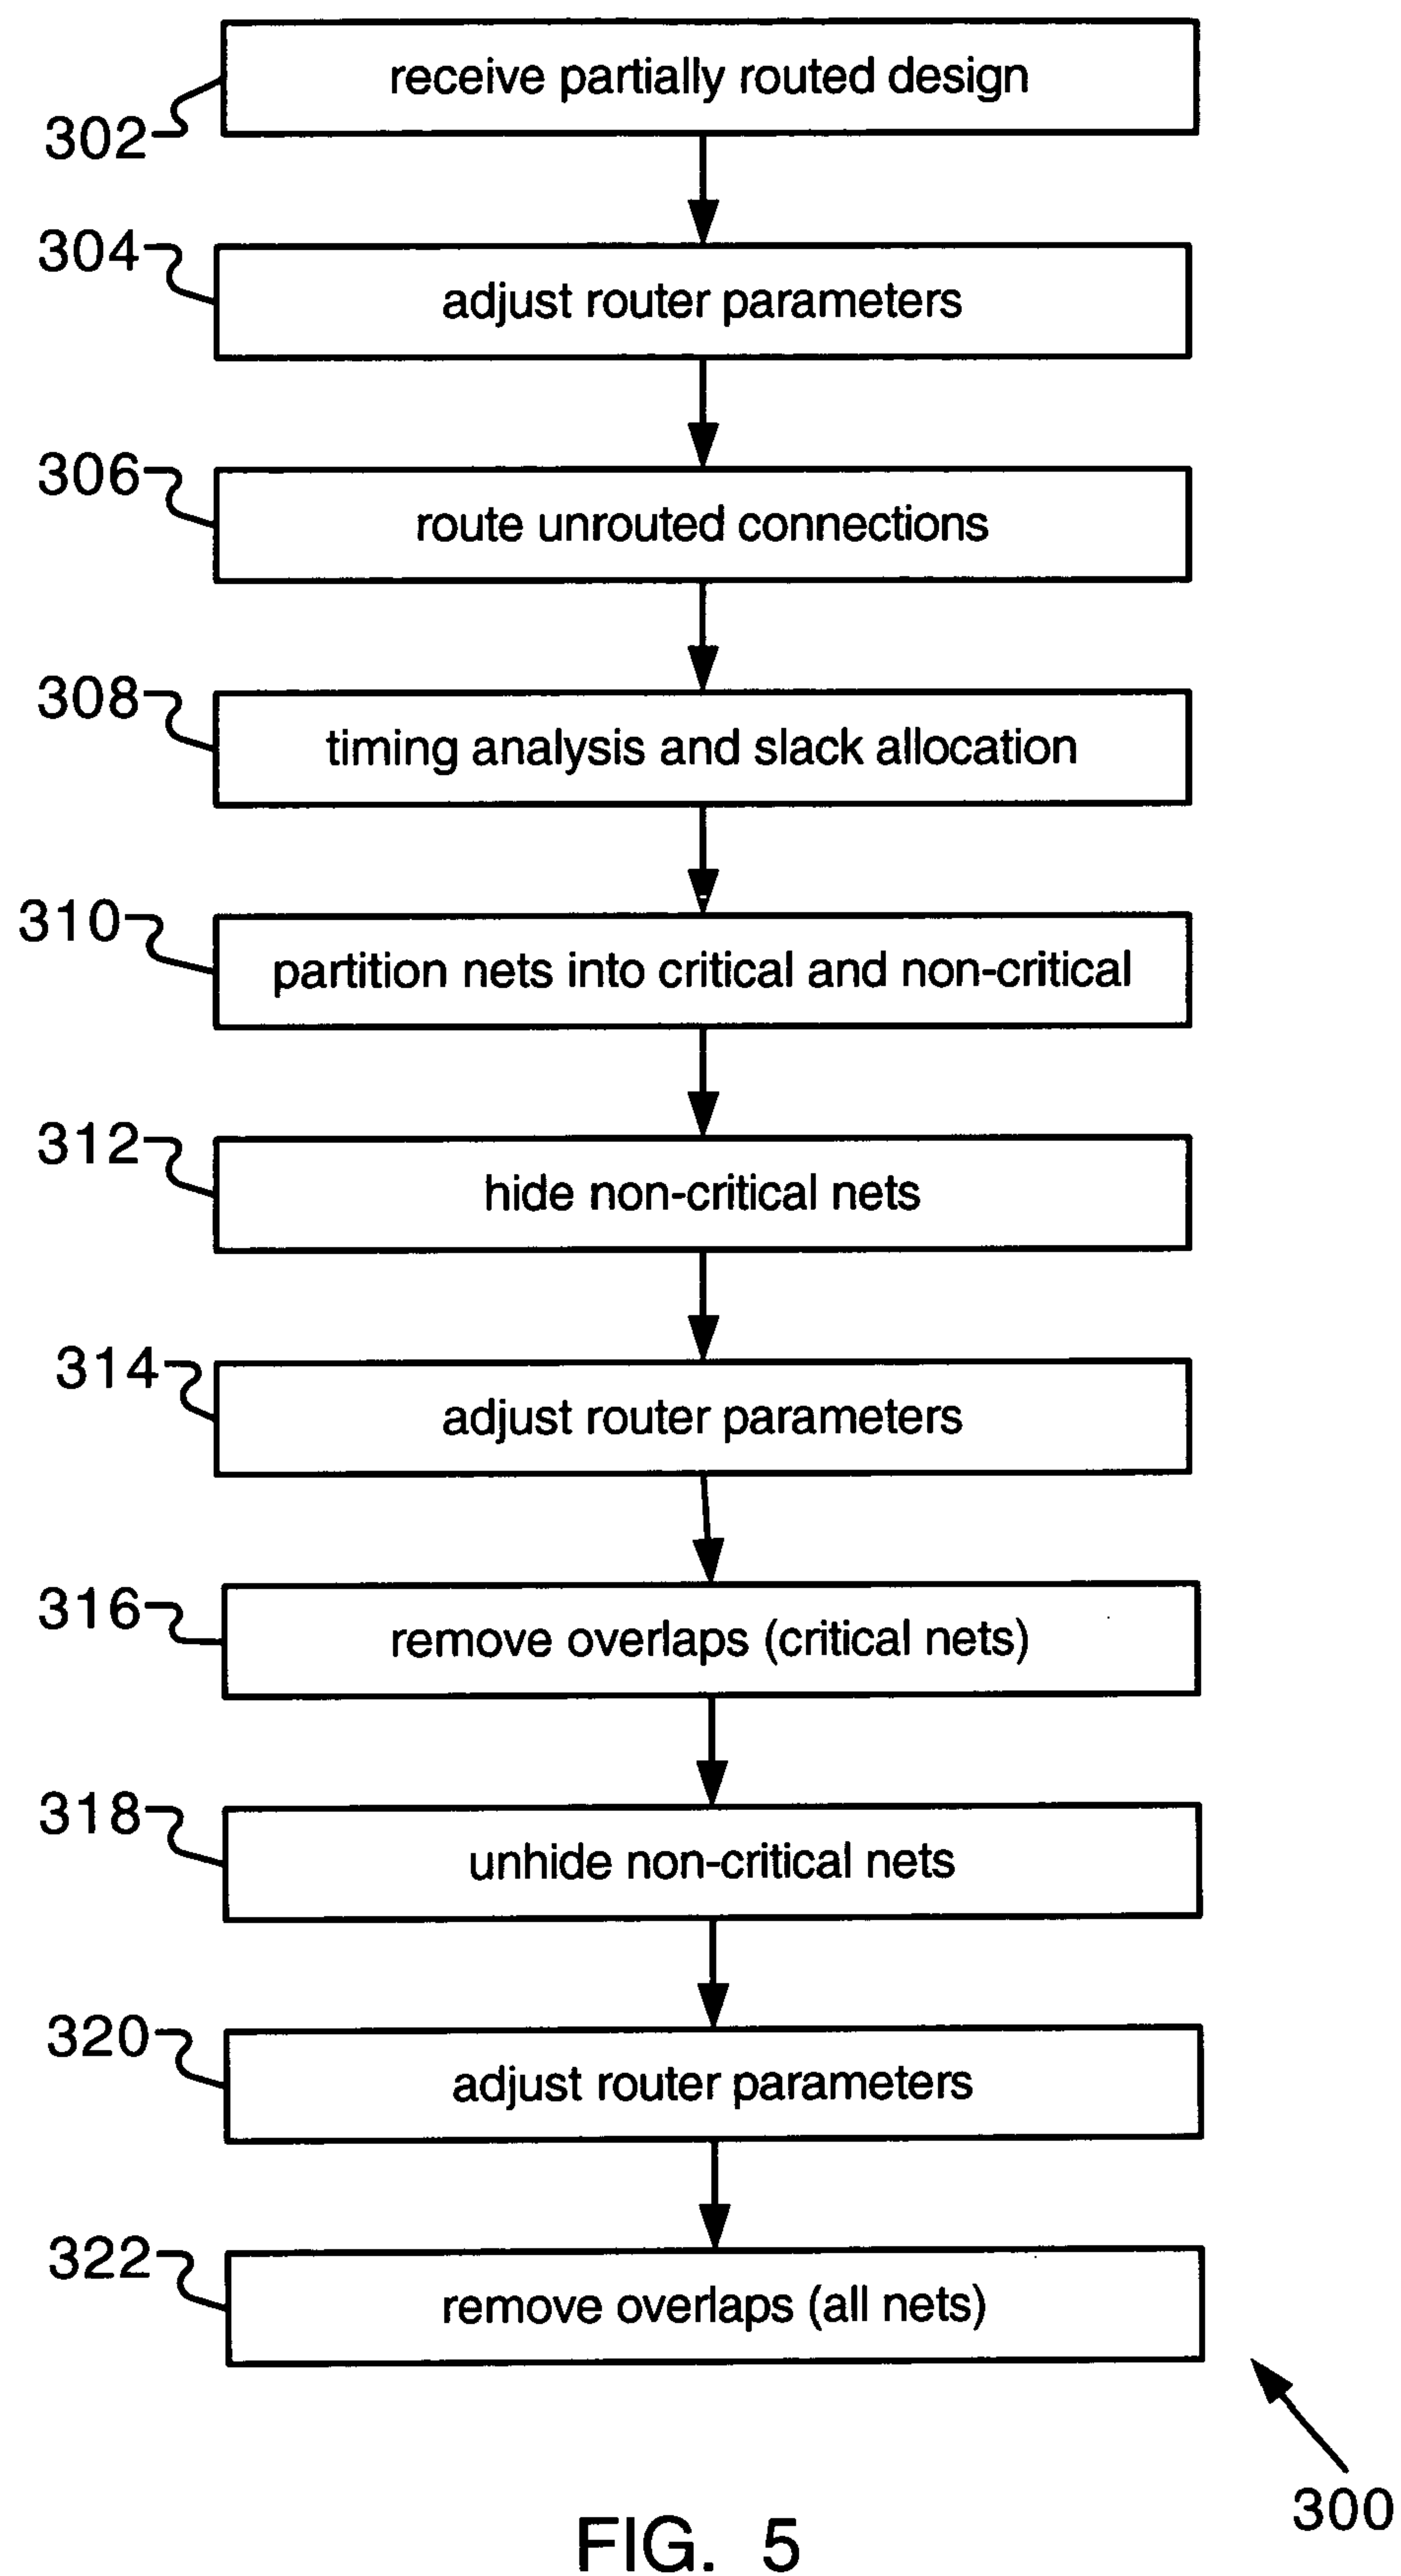 receive partially routed design
302
304
adjust router parameters
306
route unrouted connections
308
timing analysis and slack allocation
310
partition nets into critical and non-critical
312
hide non-critical nets
314
adjust router parameters
316
remove overlaps (critical nets)
318
unhide non-critical nets
320
adjust router parameters
322
remove overlaps (all nets)
300
FIG. 5